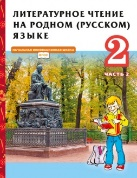 ЛИТЕРАТУРНОЕ ЧТЕНИЕ
НА РОДНОМ (РУССКОМ)
ЯЗЫКЕ
2
ЧАСТЬ 2